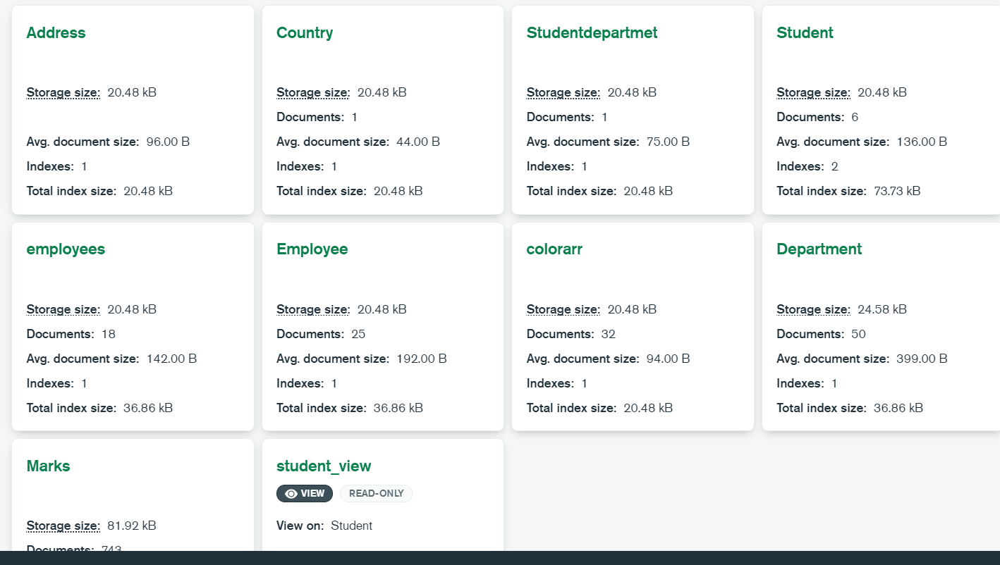 Address
Storage size: 20.48 kB
Avg. document size: 96.00 B
Indexes: 1
Total index size: 20.48 kB
Country
Storage size: 20.48 kB
Documents: 1
Avg. document size: 44.00 B
Indexes: 1
Total index size: 20.48 kB
Studentdepartmet
Storage size: 20.48 kB
Documents: 1
Avg. document size: 75.00 B
Indexes: 1
Total index size: 20.48 kB
Student
Storage size: 20.48 kB
Documents: 6
Avg. document size: 136.00 B
Indexes: 2
Total index size: 73.73 kB
employees
Storage size: 20.48 kB
Documents: 18
Avg. document size: 142.00 B
Indexes: 1
Total index size: 36.86 kB
Employee
Storage size: 20.48 kB
Documents: 25
Avg. document size: 192.00 B
Indexes: 1
Total index size: 36.86 kB
colorarr
Storage size: 20.48 kB
Documents: 32
Avg. document size: 94.00 B
Indexes: 1
Total index size: 20.48 kB
Department
Storage size: 24.58 kB
Documents: 50
Avg. document size: 399.00 B
Indexes: 1
Total index size: 36.86 kB
Marks
Storage size: 81.92 kB
Documents: 743
student_view
VIEW READ-ONLY
View on: Student